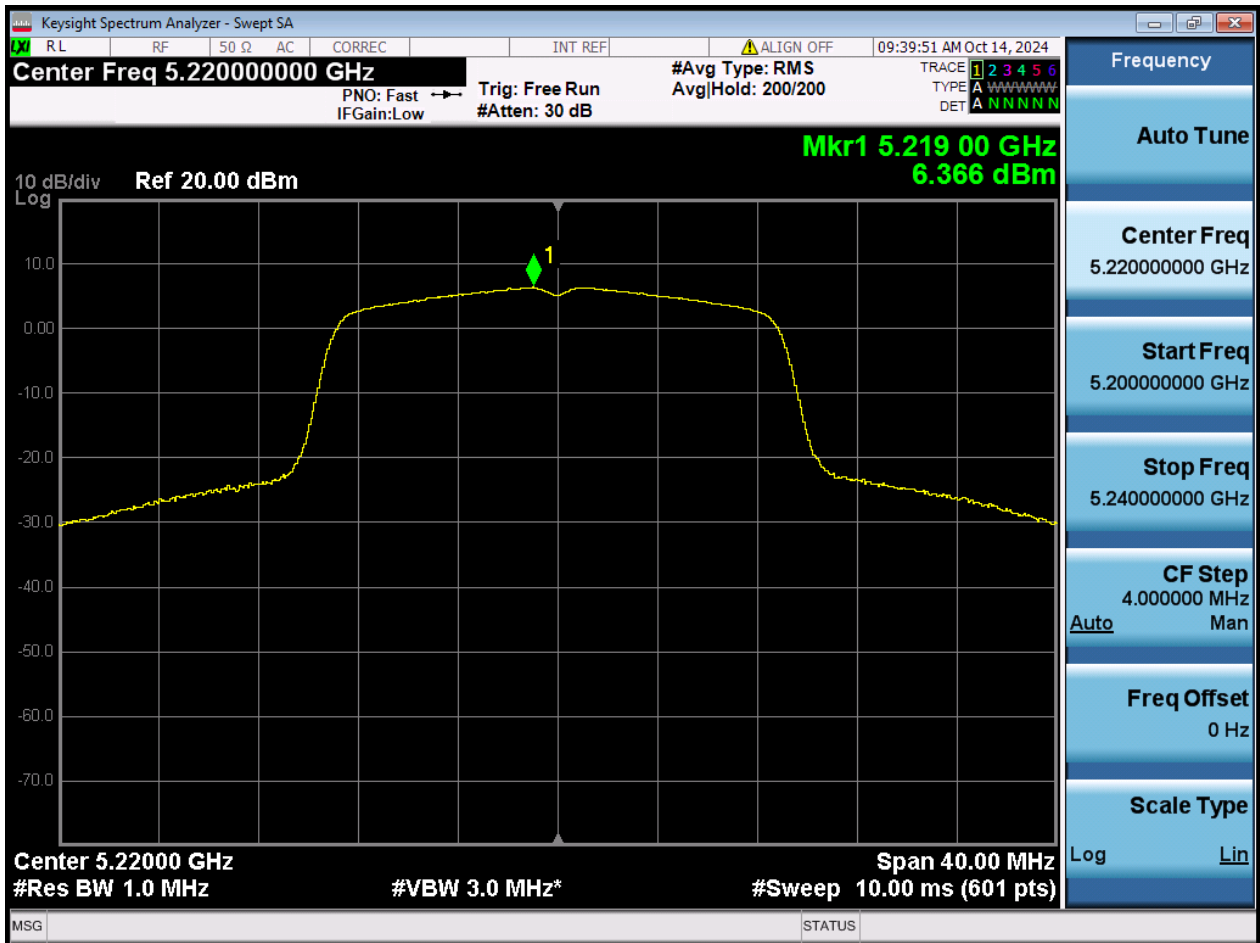 Keysight Spectrum Analyzer - Swept SA
LXI RL RF 50 Ω AC CORREC INT REF ALIGN OFF 09:39:51 AM Oct 14, 2024
Center Freq 5.220000000 GHz
PNO: Fast
IFGain:Low
Trig: Free Run
#Atten: 30 dB
#Avg Type: RMS
Avg|Hold: 200/200
TRACE 1 2 3 4 5 6
TYPE A WWWWW
DET A N N N N N
Mkr1 5.219 00 GHz
6.366 dBm
10 dB/div Ref 20.00 dBm
Log
1
10.0
0.00
-10.0
-20.0
-30.0
-40.0
-50.0
-60.0
-70.0
Center 5.22000 GHz Span 40.00 MHz
#Res BW 1.0 MHz #VBW 3.0 MHz* #Sweep 10.00 ms (601 pts)
MSG STATUS
Frequency
Auto Tune
Center Freq
5.220000000 GHz
Start Freq
5.200000000 GHz
Stop Freq
5.240000000 GHz
CF Step
4.000000 MHz
Auto Man
Freq Offset
0 Hz
Scale Type
Log Lin